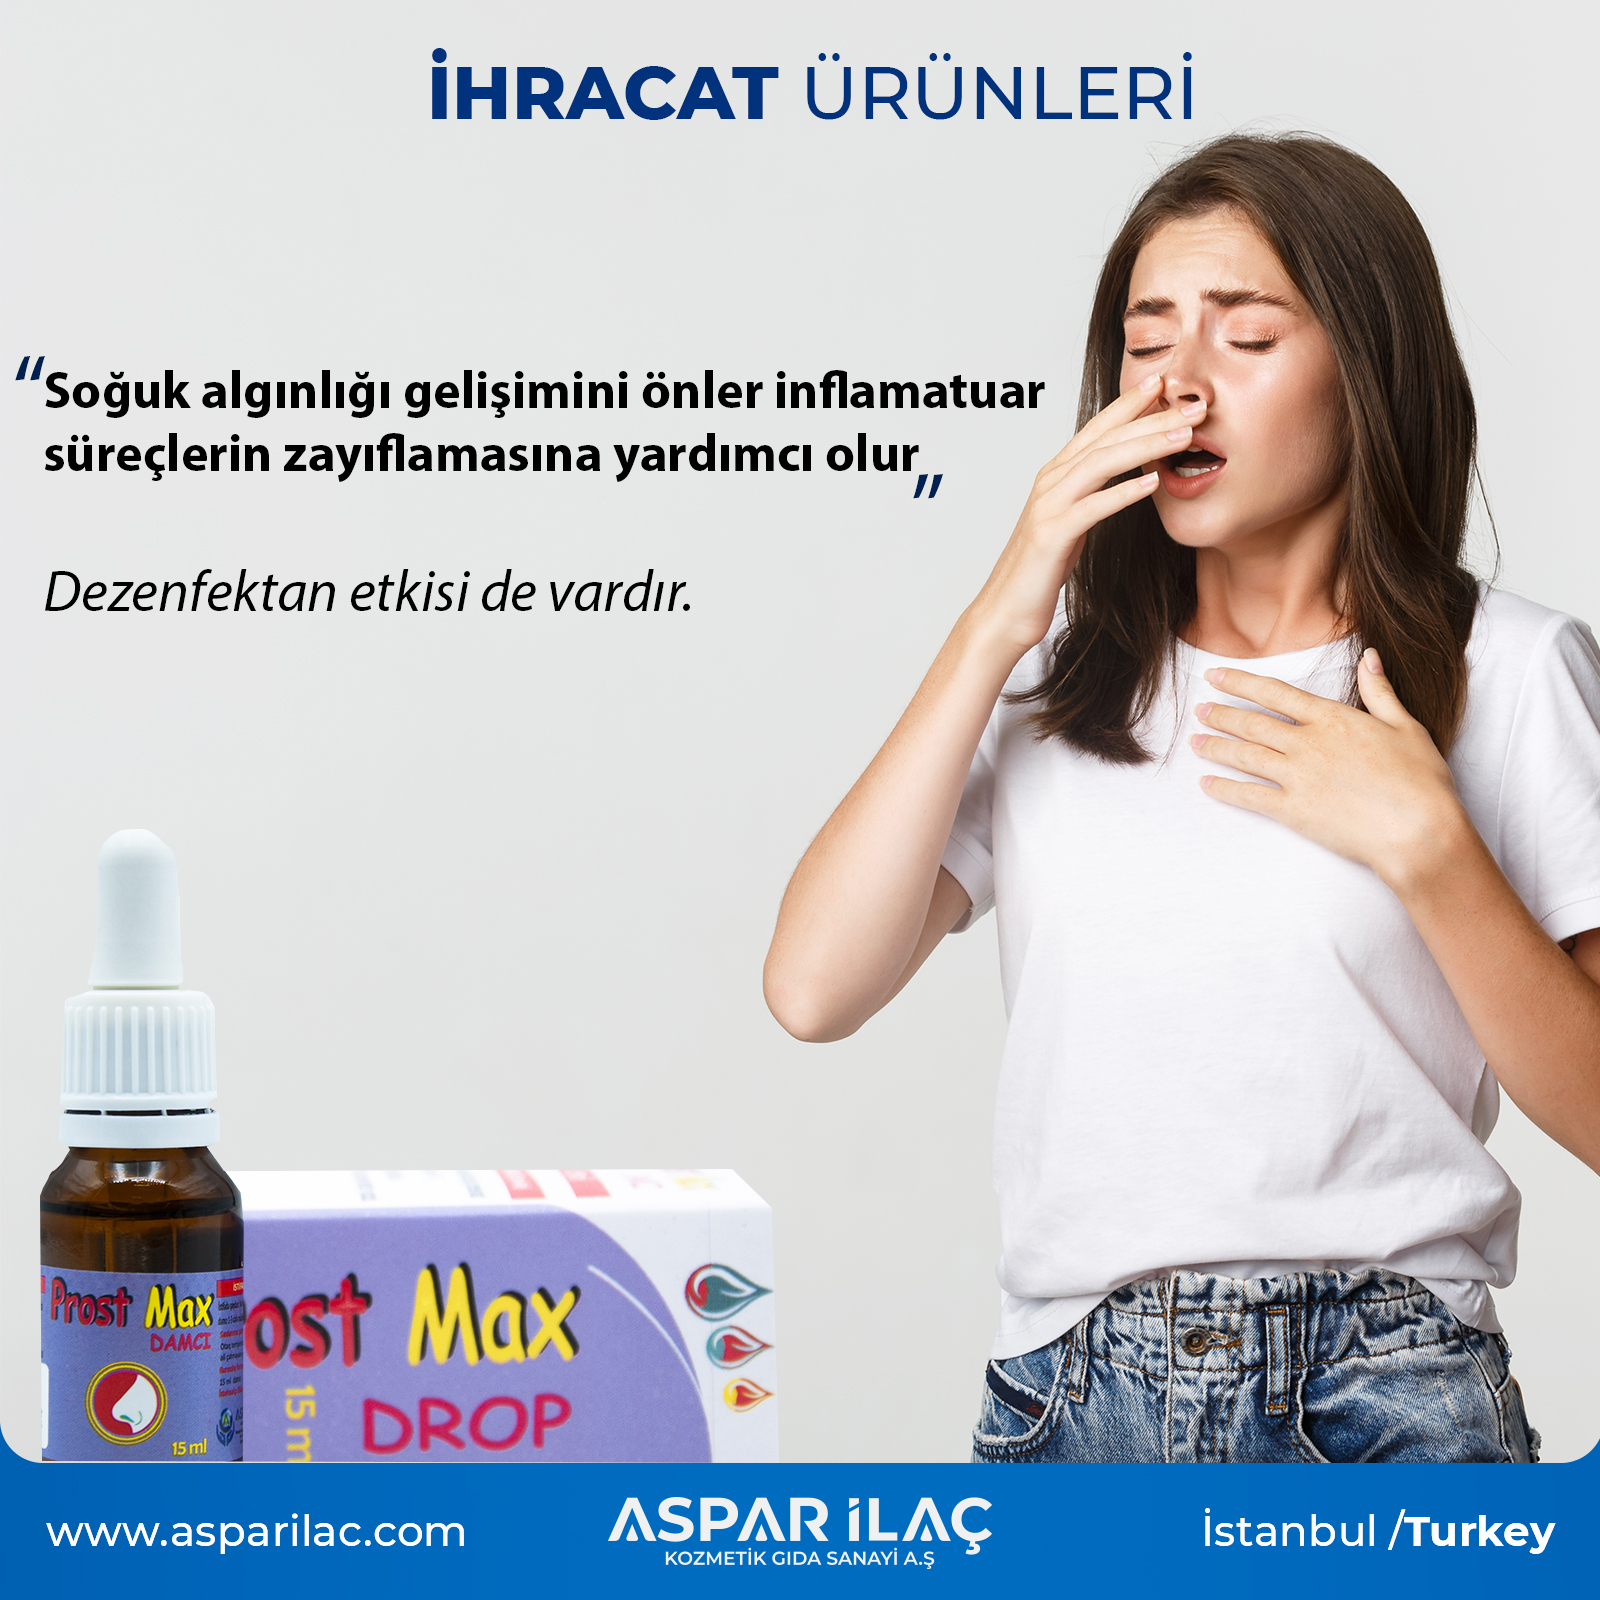 İHRACAT ÜRÜNLERİ
“Soğuk algınlığı gelişimini önler inflamatuar
süreçlerin zayıflamasına yardımcı olur”
Dezenfektan etkisi de vardır.
Prost Max
DAMCI
15 ml
ost Max
DROP
15 m
www.asparilac.com
ASPAR İLAÇ
KOZMETİK GIDA SANAYİ A.Ş
İstanbul /Turkey